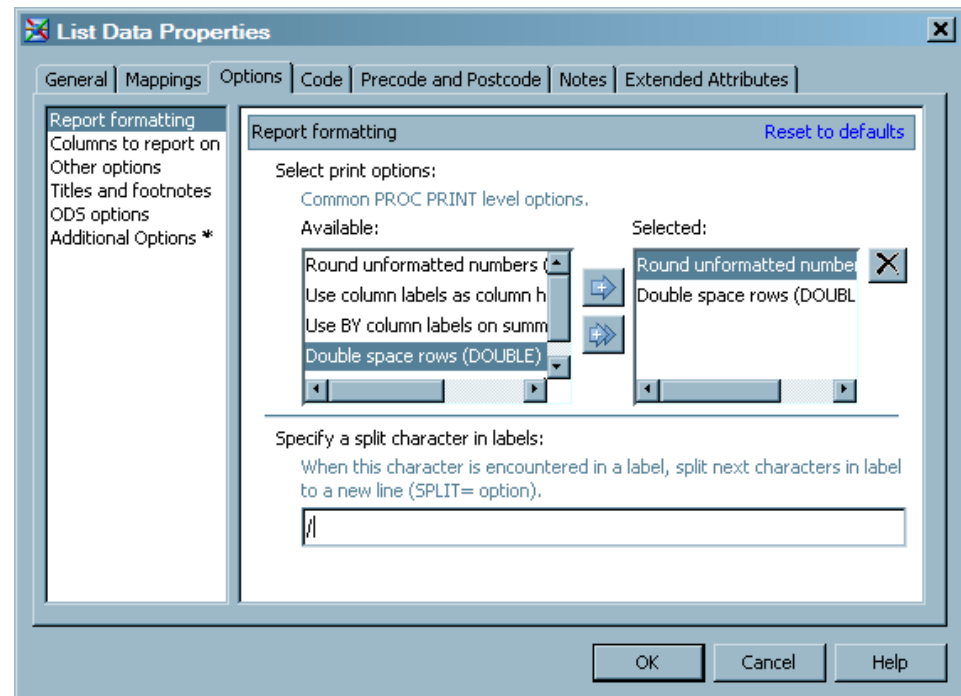 List Data Properties
General Mappings Options Code Precode and Postcode Notes Extended Attributes
Report formatting
Columns to report on
Other options
Titles and footnotes
ODS options
Additional Options *
Report formatting Reset to defaults
Select print options:
Common PROC PRINT level options.
Available: Selected:
Round unformatted numbers (
Use column labels as column h
Use BY column labels on summ
Double space rows (DOUBLE)
Round unformatted number
Double space rows (DOUBL
Specify a split character in labels:
When this character is encountered in a label, split next characters in label
to a new line (SPLIT= option).
/
OK Cancel Help